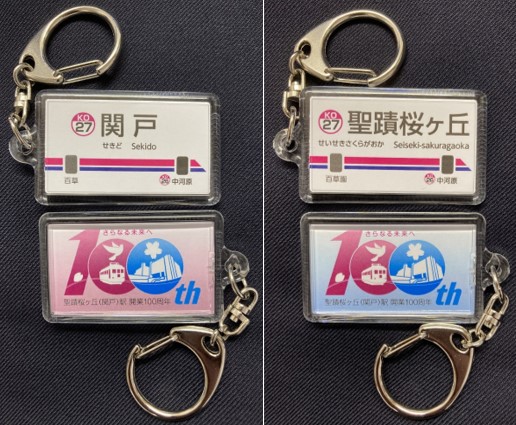 KO
27
関戸
せきど Sekido
百草
KO
26
中河原
さらなる未来へ
100th
聖蹟桜ヶ丘(関戸)駅 開業100周年
KO
27
聖蹟桜ヶ丘
せいせきさくらがおか Seiseki-sakuragaoka
百草園
KO
26
中河原
さらなる未来へ
100th
聖蹟桜ヶ丘(関戸)駅 開業100周年